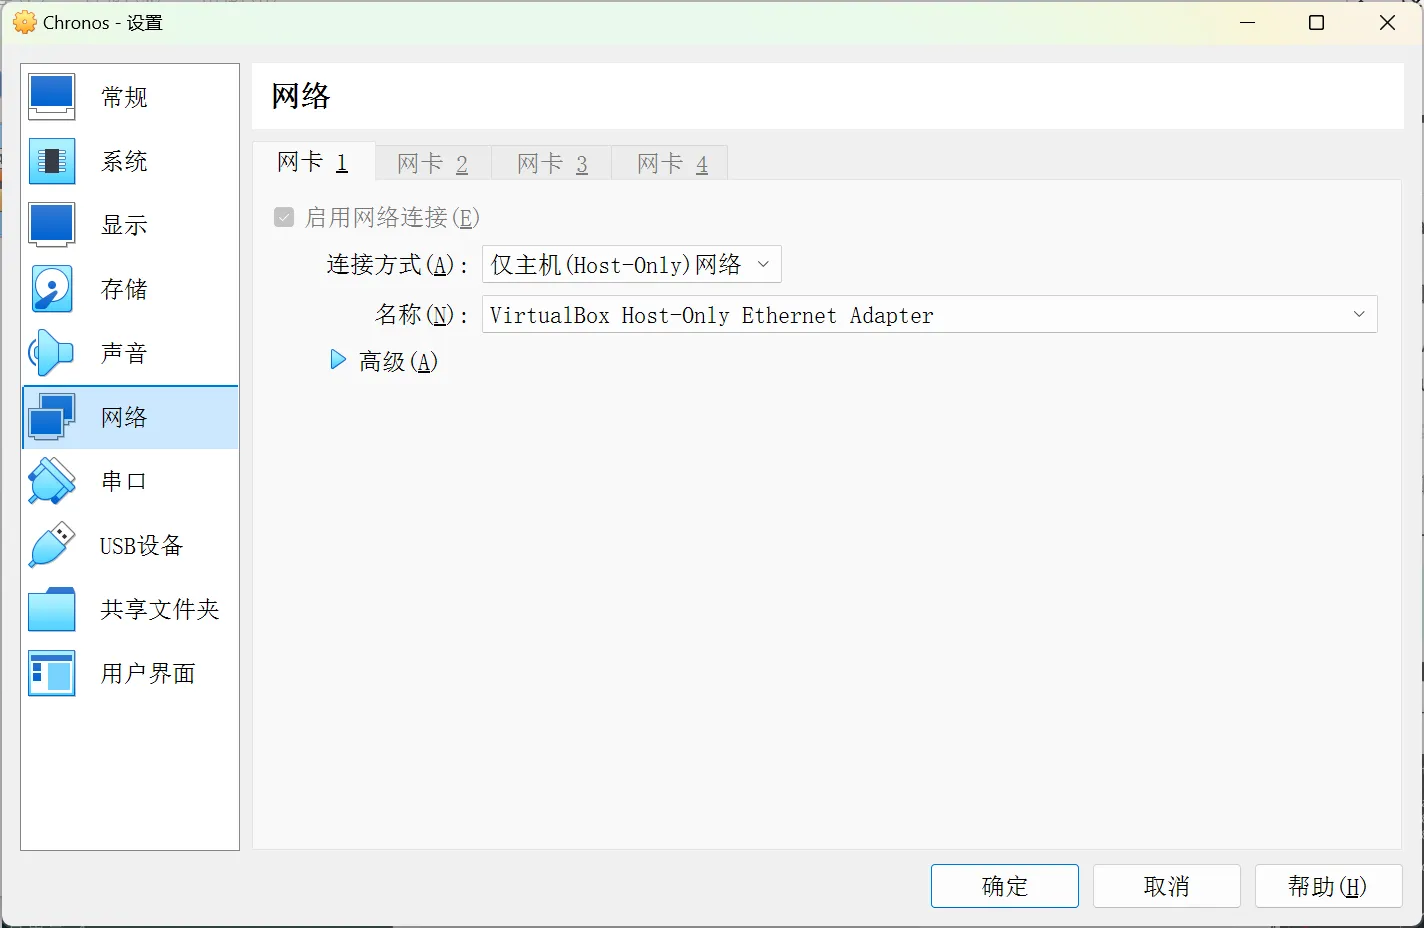 Chronos - 设置
常规
系统
显示
存储
声音
网络
串口
USB设备
共享文件夹
用户界面
网络
网卡 1 网卡 2 网卡 3 网卡 4
启用网络连接(E)
连接方式(A): 仅主机(Host-Only)网络
名称(N): VirtualBox Host-Only Ethernet Adapter
高级(A)
确定 取消 帮助(H)